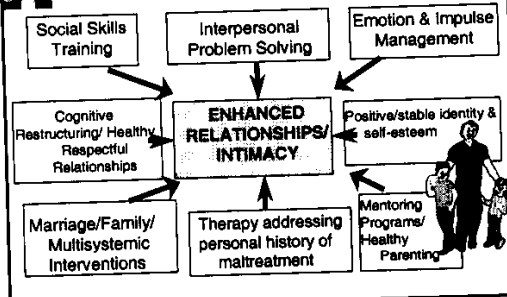 Social Skills
Training
Interpersonal
Problem Solving
Emotion & Impulse
Management
Cognitive
Restructuring/ Healthy
Respectful
Relationships
ENHANCED
RELATIONSHIPS/
INTIMACY
Positive/stable identity &
self-esteem
Marriage/Family/
Multisystemic
Interventions
Therapy addressing
personal history of
maltreatment
Mentoring
Programs/
Healthy
Parenting